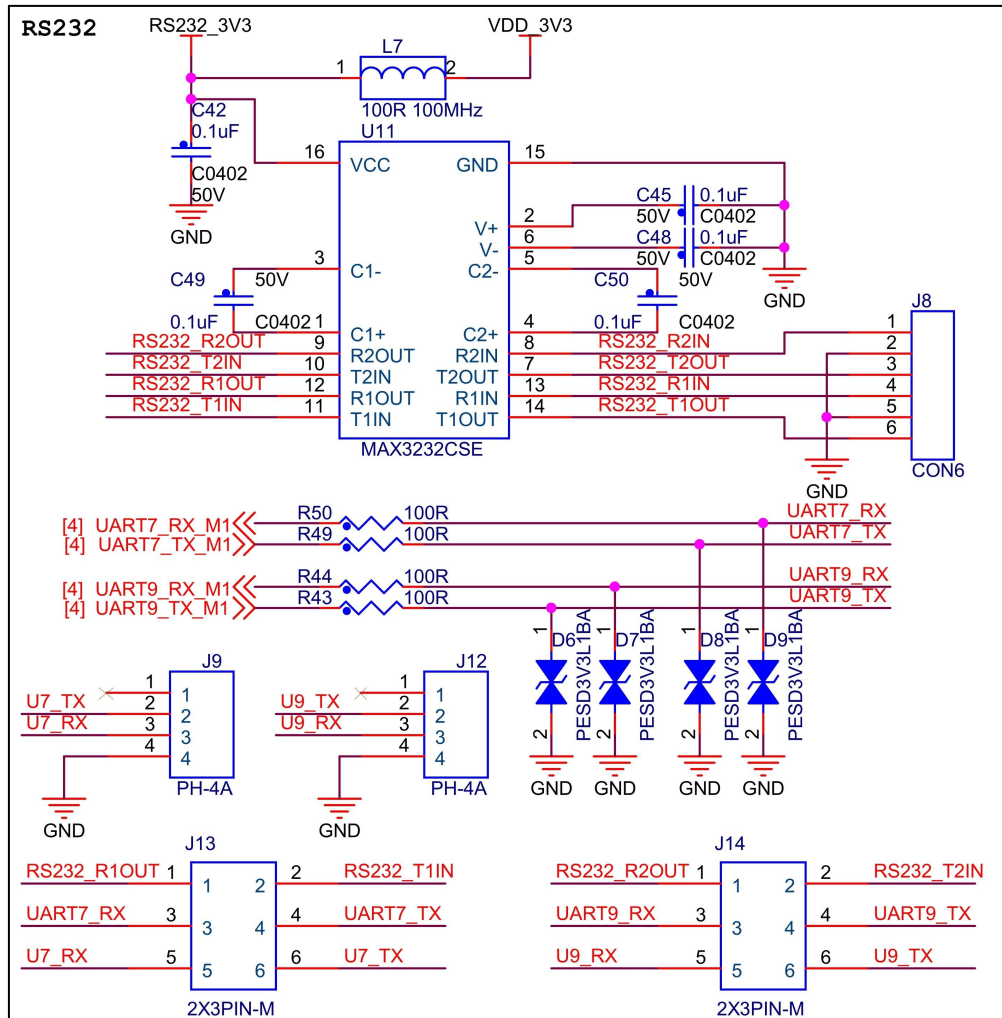 RS232
RS232_3V3
VDD_3V3
L7
1
2
100R 100MHz
C42
0.1uF
C0402
50V
GND
U11
16
VCC
GND
15
V+
2
V-
6
3
C1-
C2-
5
1
C1+
C2+
4
9
R2OUT
R2IN
8
10
T2IN
T2OUT
7
12
R1OUT
R1IN
13
11
T1IN
T1OUT
14
MAX3232CSE
C45
0.1uF
50V
C0402
C48
0.1uF
50V
C0402
GND
C49
50V
0.1uF
C0402
C50
50V
0.1uF
C0402
RS232_R2OUT
RS232_T2IN
RS232_R1OUT
RS232_T1IN
RS232_R2IN
RS232_T2OUT
RS232_R1IN
RS232_T1OUT
J8
1
2
3
4
5
6
CON6
GND
[4] UART7_RX_M1
R50
100R
UART7_RX
[4] UART7_TX_M1
R49
100R
UART7_TX
[4] UART9_RX_M1
R44
100R
UART9_RX
[4] UART9_TX_M1
R43
100R
UART9_TX
1
D6
PESD3V3L1BA
2
GND
1
D7
PESD3V3L1BA
2
GND
1
D8
PESD3V3L1BA
2
GND
1
D9
PESD3V3L1BA
2
GND
J9
1
1
U7_TX
2
2
U7_RX
3
3
4
4
PH-4A
GND
J12
1
1
U9_TX
2
2
U9_RX
3
3
4
4
PH-4A
GND
J13
RS232_R1OUT
1
1
2
2
RS232_T1IN
UART7_RX
3
3
4
4
UART7_TX
U7_RX
5
5
6
6
U7_TX
2X3PIN-M
J14
RS232_R2OUT
1
1
2
2
RS232_T2IN
UART9_RX
3
3
4
4
UART9_TX
U9_RX
5
5
6
6
U9_TX
2X3PIN-M